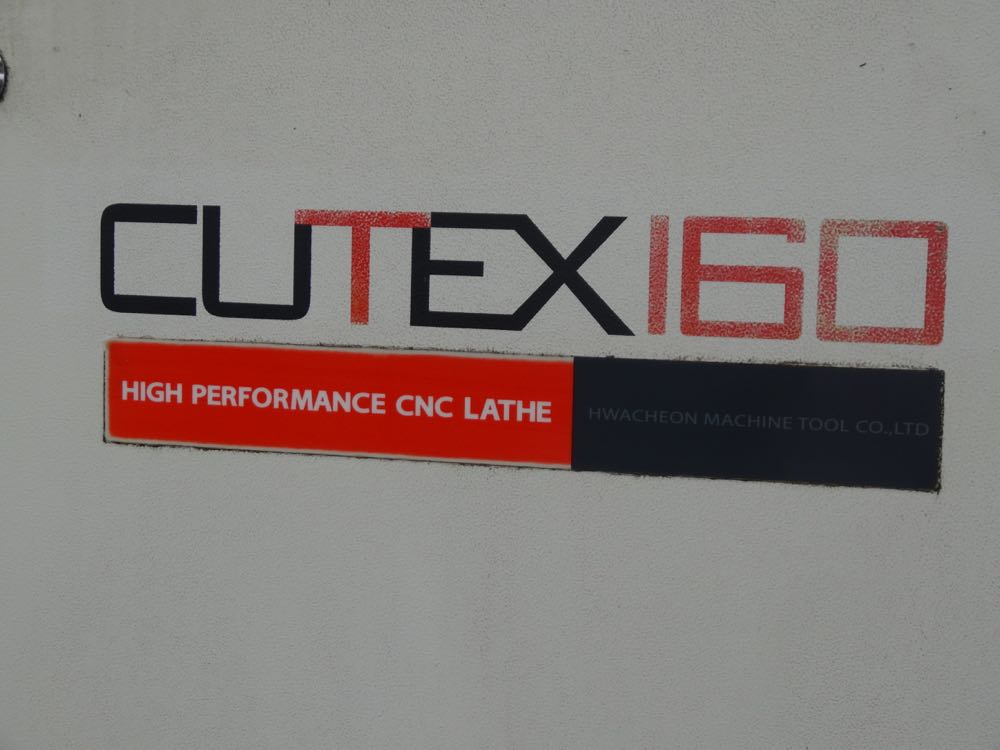 CUTEX160
HIGH PERFORMANCE CNC LATHE HWACHEON MACHINE TOOL CO.,LTD